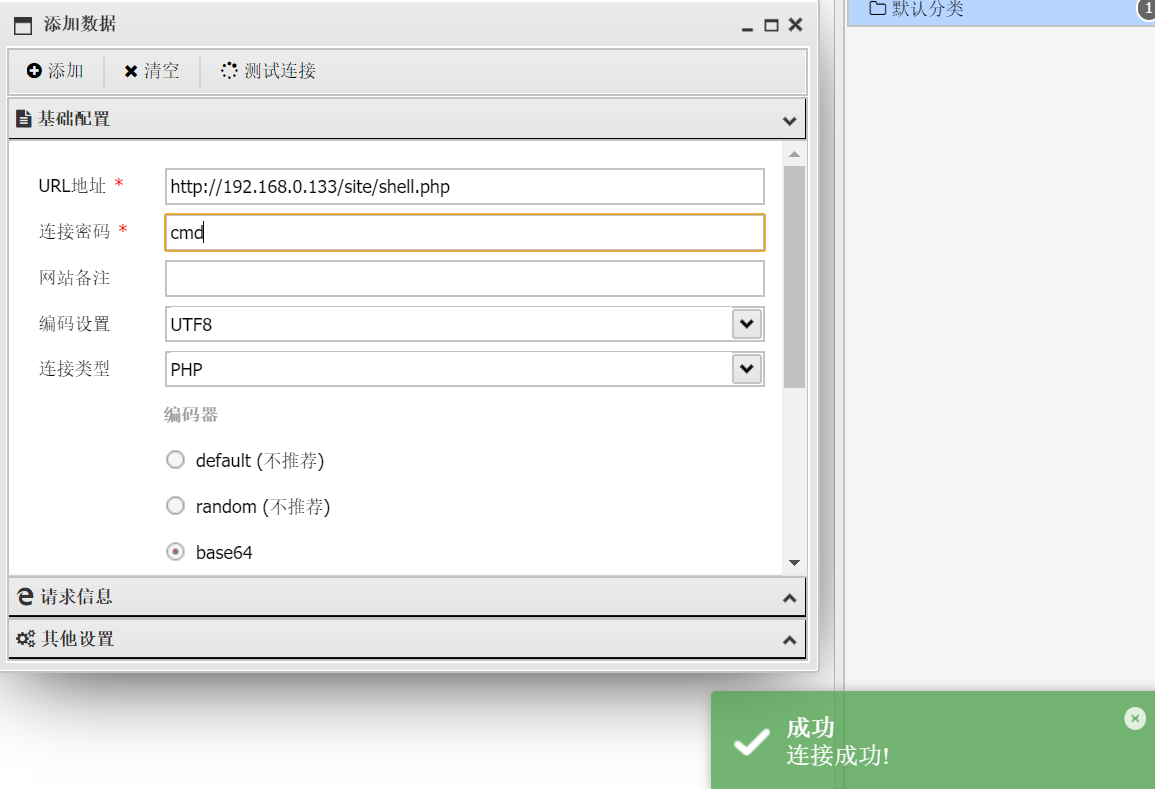 添加数据
默认分类
1
添加 清空 测试连接
基础配置
URL地址 * http://192.168.0.133/site/shell.php
连接密码 * cmd
网站备注
编码设置 UTF8
连接类型 PHP
编码器
default (不推荐)
random (不推荐)
base64
请求信息
其他设置
成功
连接成功!